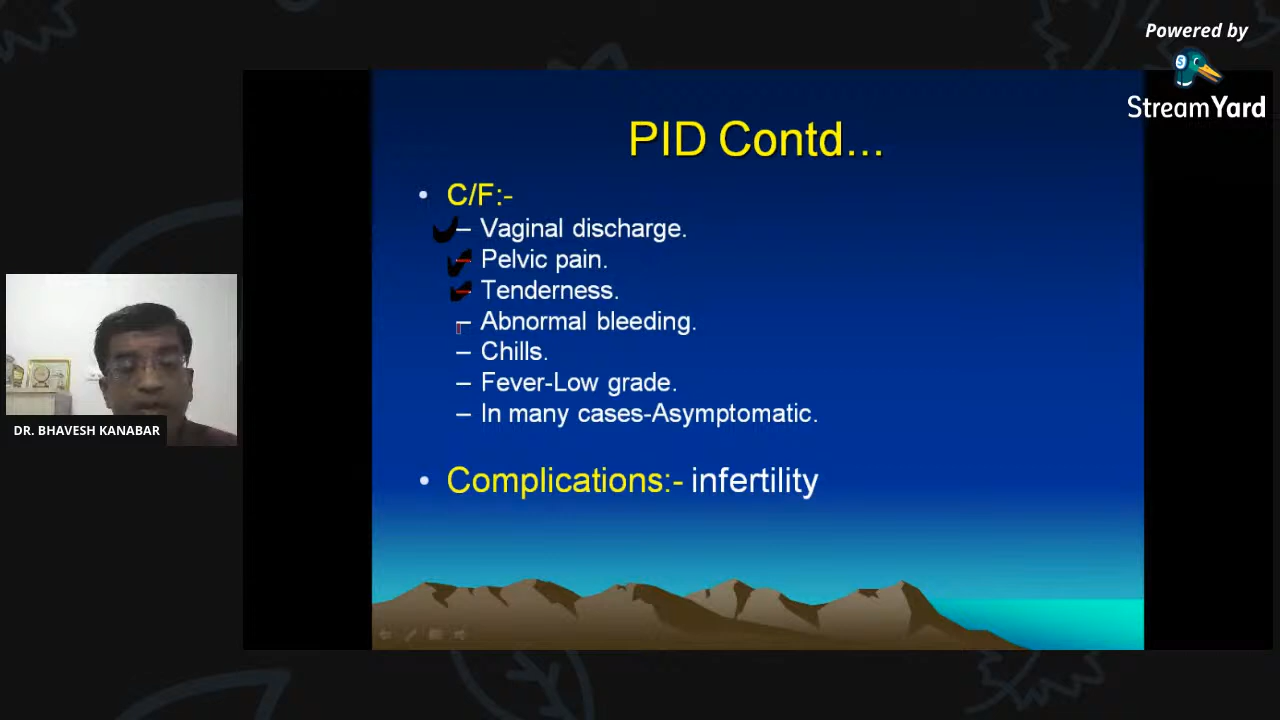 Powered by
StreamYard
PID Contd...
• C/F:-
– Vaginal discharge.
– Pelvic pain.
– Tenderness.
– Abnormal bleeding.
– Chills.
– Fever-Low grade.
– In many cases-Asymptomatic.
• Complications:- infertility
DR. BHAVESH KANABAR